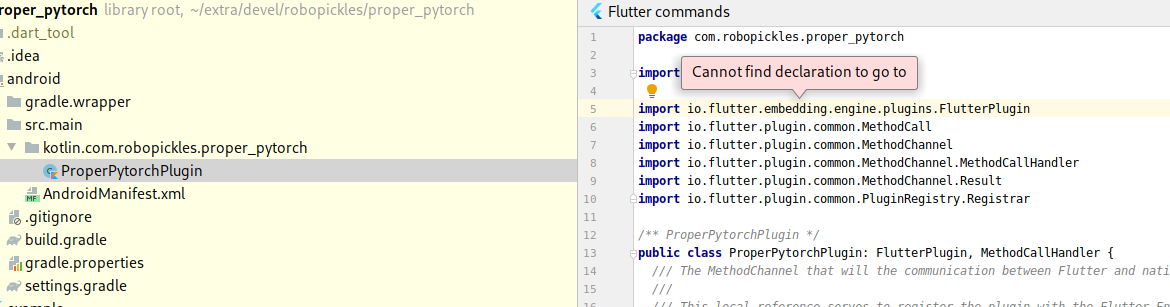 roper_pytorch library root, ~/extra/devel/robopickles/proper_pytorch
.dart_tool
.idea
android
gradle.wrapper
src.main
kotlin.com.robopickles.proper_pytorch
ProperPytorchPlugin
MF AndroidManifest.xml
.gitignore
build.gradle
gradle.properties
settings.gradle
Flutter commands
1 package com.robopickles.proper_pytorch
2
3 import
Cannot find declaration to go to
4
5 import io.flutter.embedding.engine.plugins.FlutterPlugin
6 import io.flutter.plugin.common.MethodCall
7 import io.flutter.plugin.common.MethodChannel
8 import io.flutter.plugin.common.MethodChannel.MethodCallHandler
9 import io.flutter.plugin.common.MethodChannel.Result
10 import io.flutter.plugin.common.PluginRegistry.Registrar
11
12 /** ProperPytorchPlugin */
13 public class ProperPytorchPlugin: FlutterPlugin, MethodCallHandler {
14 /// The MethodChannel that will the communication between Flutter and nati
15 ///